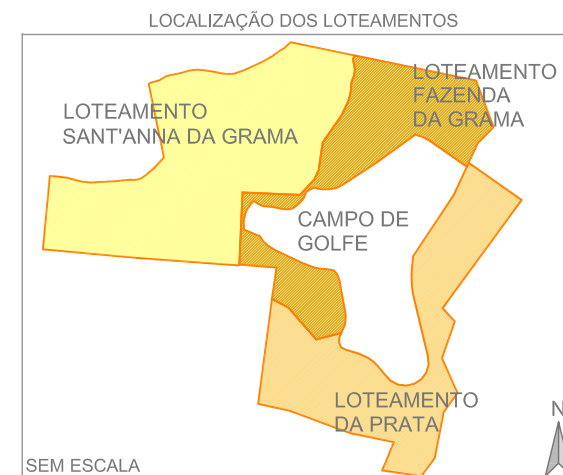 LOCALIZAÇÃO DOS LOTEAMENTOS
LOTEAMENTO
FAZENDA
DA GRAMA
LOTEAMENTO
SANT'ANNA DA GRAMA
CAMPO DE
GOLFE
LOTEAMENTO
DA PRATA
N
SEM ESCALA